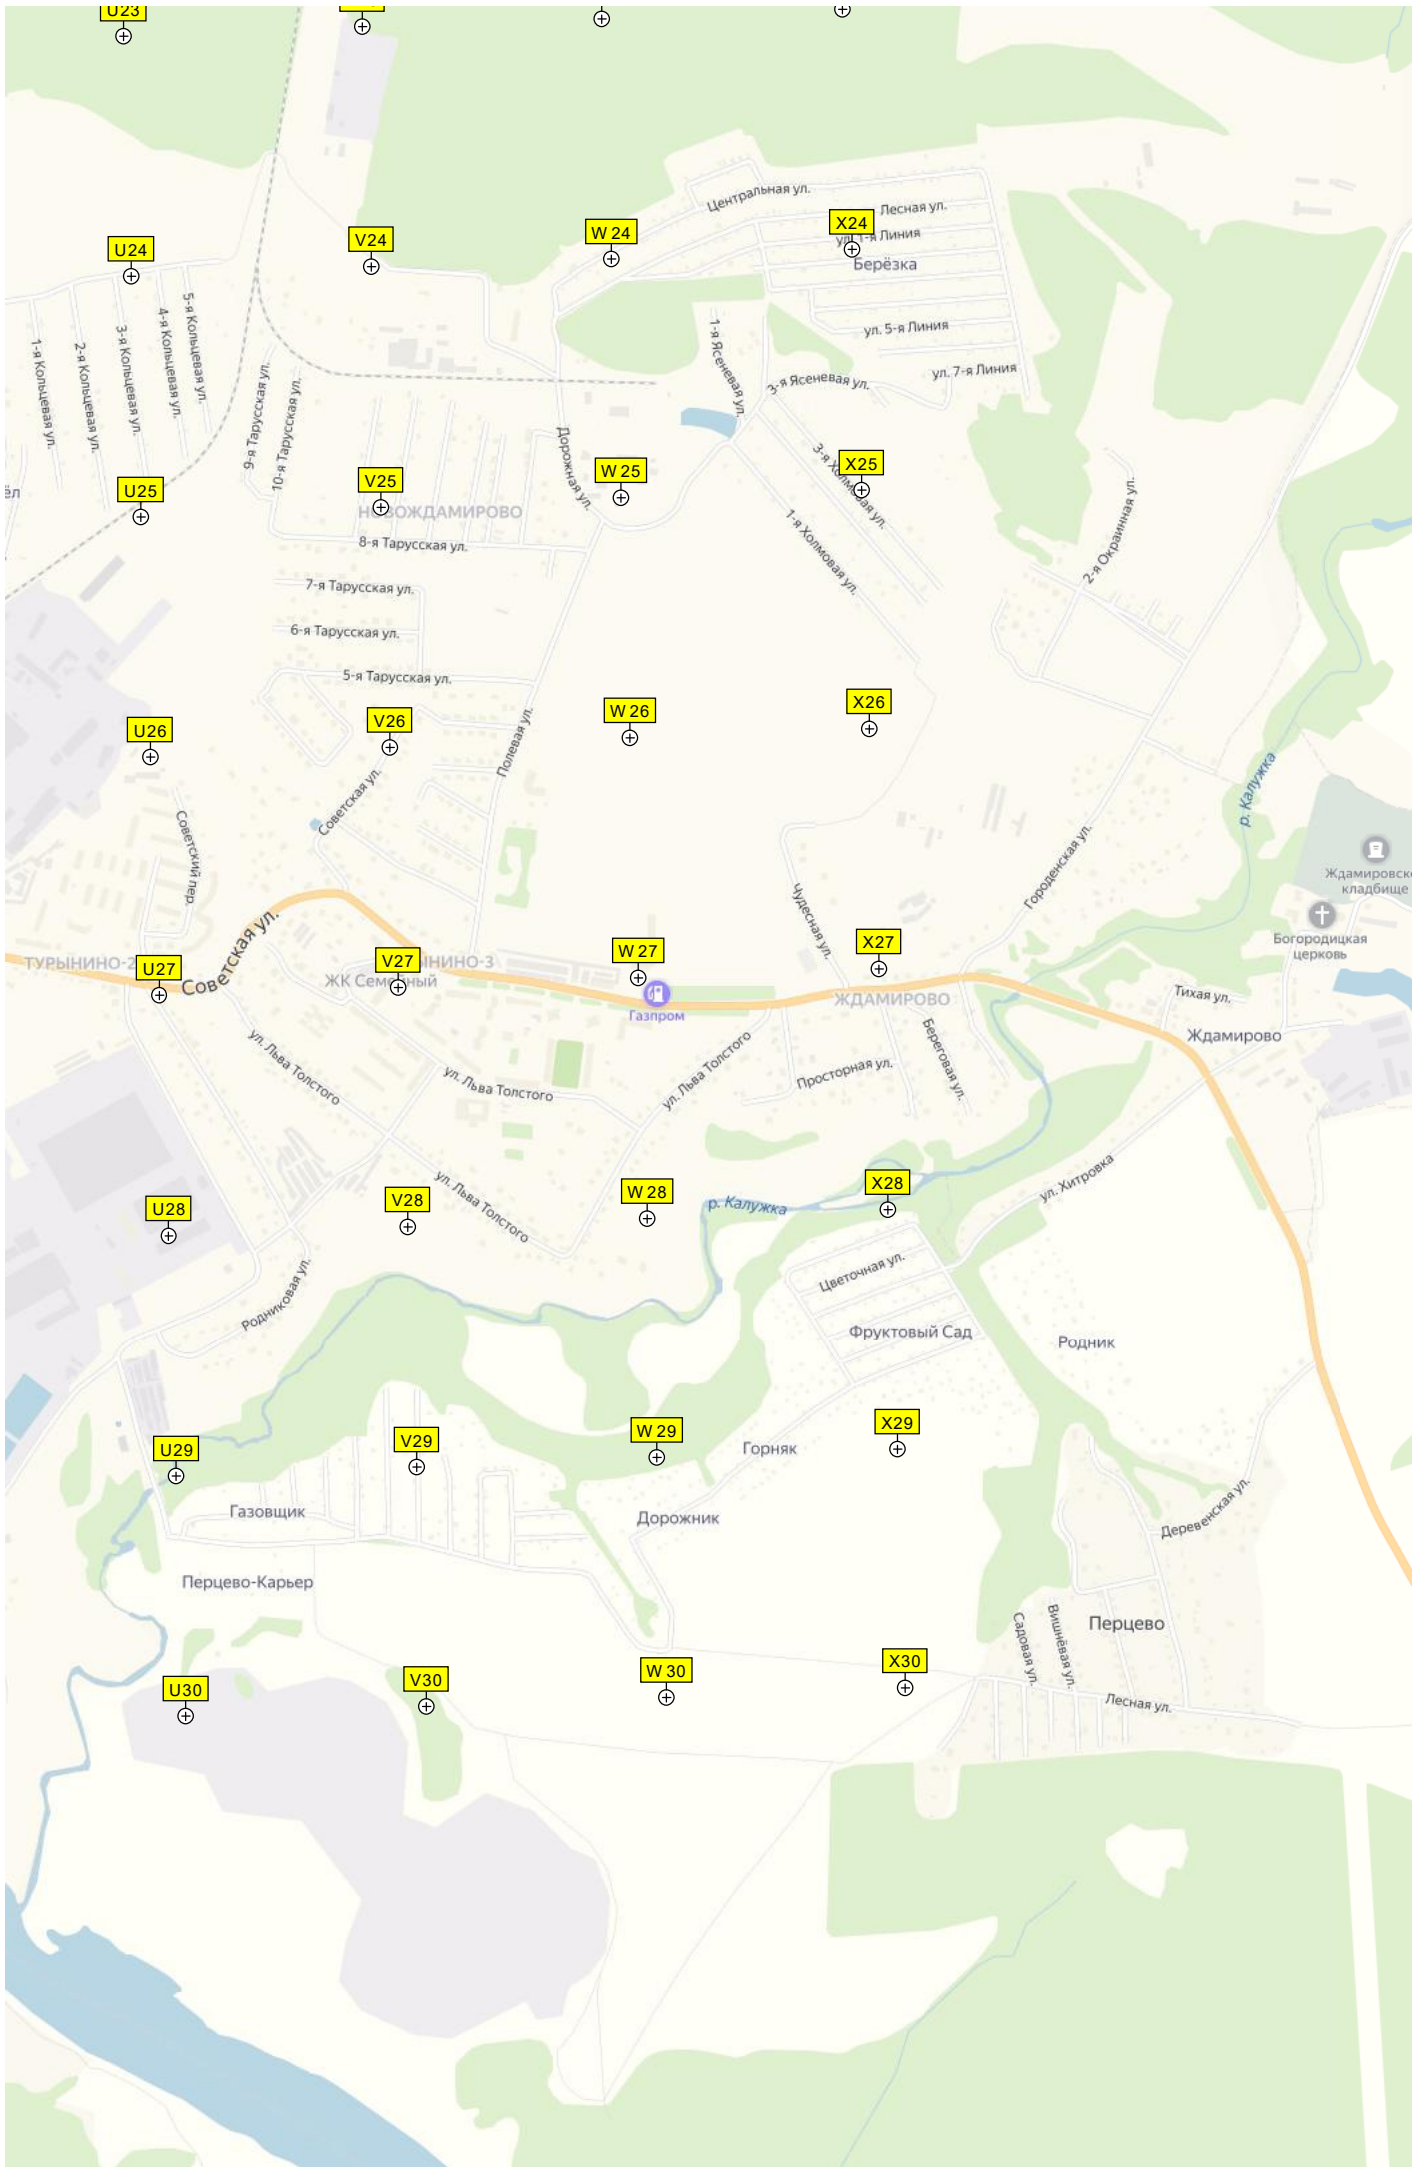 U23
Центральная ул.
Лесная ул.
X24
ул. 1-я Линия
W 24
V24
U24
Берёзка
5-я Кольцевая ул.
4-я Кольцевая ул.
3-я Кольцевая ул.
2-я Кольцевая ул.
1-я Кольцевая ул.
ул. 5-я Линия
1-я Ясеневая ул.
3-я Ясеневая ул.
ул. 7-я Линия
9-я Тарусская ул.
10-я Тарусская ул.
Дорожная ул.
3-я Холмовая ул.
X25
W 25
V25
U25
НОВОЖДАМИРОВО
1-я Холмовая ул.
2-я Окраинная ул.
8-я Тарусская ул.
7-я Тарусская ул.
6-я Тарусская ул.
5-я Тарусская ул.
X26
W 26
V26
U26
Полевая ул.
Советская ул.
Советский пер.
р. Калужка
Городенская ул.
Чудесная ул.
кладбище
Богородицкая
церковь
Советская ул.
X27
W 27
V27
U27
ТУРЫНИНО-2
ЖК Семейный
Газпром
ЖДАМИРОВО
Тихая ул.
Ждамирово
ул. Льва Толстого
ул. Льва Толстого
ул. Льва Толстого
Просторная ул.
Береговая ул.
ул. Хитровка
X28
W 28
V28
U28
ул. Льва Толстого
р. Калужка
Цветочная ул.
Родниковая ул.
Фруктовый Сад
Родник
X29
W 29
V29
U29
Горняк
Газовщик
Дорожник
Деревенская ул.
Перцево-Карьер
Садовая ул.
Вишнёвая ул.
Перцево
X30
W 30
V30
U30
Лесная ул.